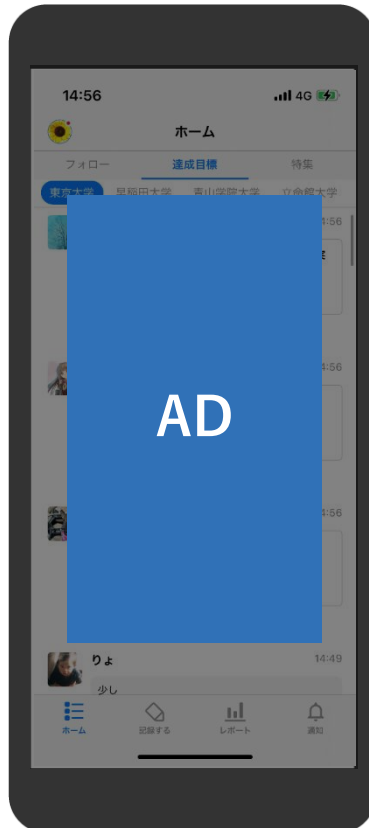 14:56
4G
ホーム
フォロー 達成目標 特集
東京大学 早稲田大学 青山学院大学 立命館大学
14:56
14:56
AD
14:56
りょ 14:49
少し
ホーム 記録する レポート 通知